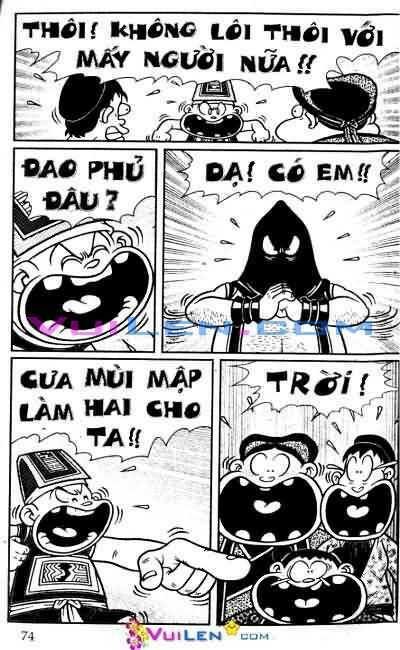 THÔI! KHÔNG LÔI THÔI VỚI
MẤY NGƯỜI NỮA!!
ĐAO PHỦ
ĐÂU?
DẠ! CÓ EM!!
VuiLen.com
CƯA MÙI MẬP
LÀM HAI CHO
TA!!
TRỜI!
74
VuiLen.com